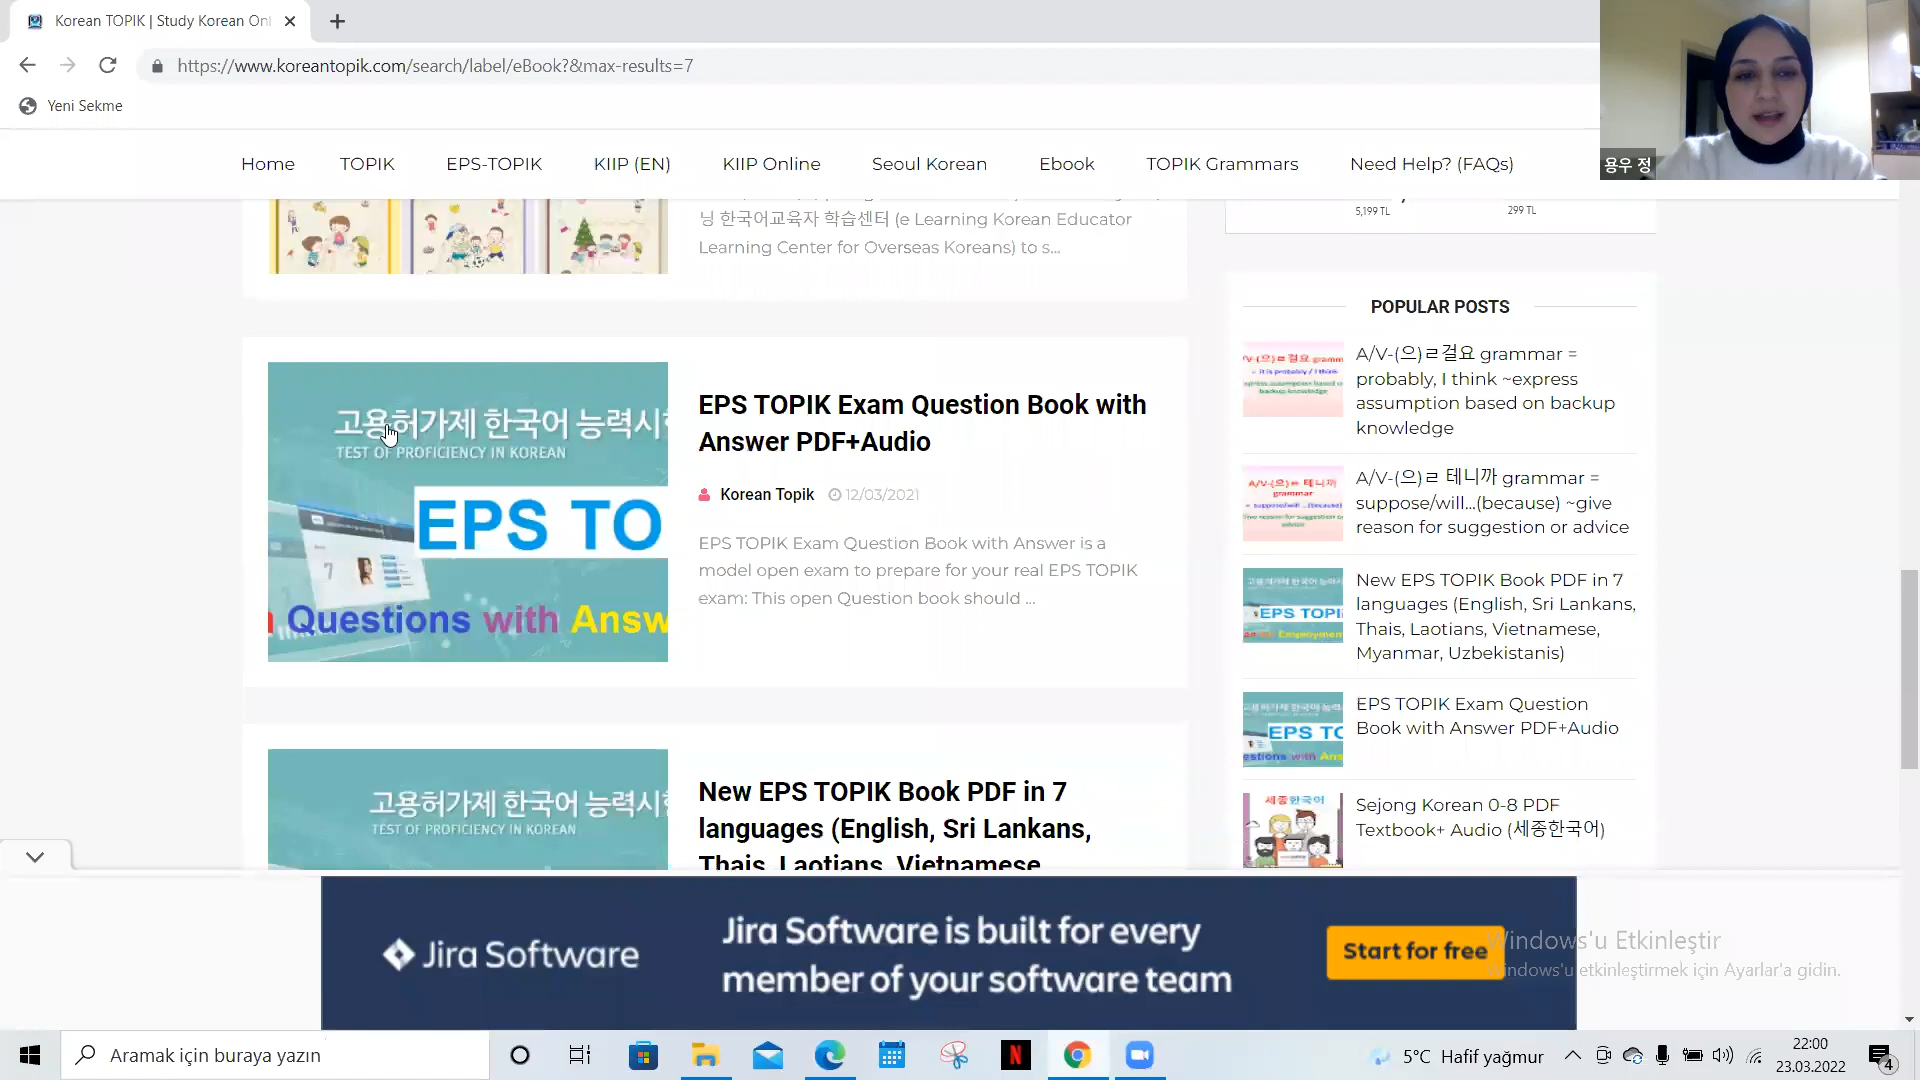 Korean TOPIK | Study Korean Onl
https://www.koreantopik.com/search/label/eBook?&max-results=7
Yeni Sekme
용우 정
Home TOPIK EPS-TOPIK KIIP (EN) KIIP Online Seoul Korean Ebook TOPIK Grammars Need Help? (FAQs)
5,199 TL 299 TL
닝 한국어교육자 학습센터 (e Learning Korean Educator
Learning Center for Overseas Koreans) to s...
고용허가제 한국어 능력시험
TEST OF PROFICIENCY IN KOREAN
EPS TO
7
Questions with Answ
EPS TOPIK Exam Question Book with
Answer PDF+Audio
Korean Topik 12/03/2021
EPS TOPIK Exam Question Book with Answer is a
model open exam to prepare for your real EPS TOPIK
exam: This open Question book should ...
고용허가제 한국어 능력시험
TEST OF PROFICIENCY IN KOREAN
New EPS TOPIK Book PDF in 7
languages (English, Sri Lankans,
Thais, Laotians, Vietnamese,
POPULAR POSTS
A/V-(으)ㄹ걸요 grammar =
probably, I think ~express
assumption based on backup
knowledge
A/V-(으)ㄹ 테니까 grammar =
suppose/will...(because) ~give
reason for suggestion or advice
New EPS TOPIK Book PDF in 7
languages (English, Sri Lankans,
Thais, Laotians, Vietnamese,
Myanmar, Uzbekistanis)
EPS TOPIK Exam Question
Book with Answer PDF+Audio
세종한국어
Sejong Korean 0-8 PDF
Textbook+ Audio (세종한국어)
Jira Software
Jira Software is built for every
member of your software team
Start for free
Windows'u Etkinleştir
Windows'u etkinleştirmek için Ayarlar'a gidin.
Aramak için buraya yazın
N
5°C Hafif yağmur
22:00
23.03.2022
4